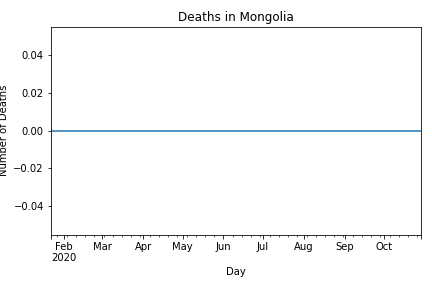 Deaths in Mongolia
0.04
0.02
0.00
−0.02
−0.04
Number of Deaths
Feb Mar Apr May Jun Jul Aug Sep Oct
2020
Day